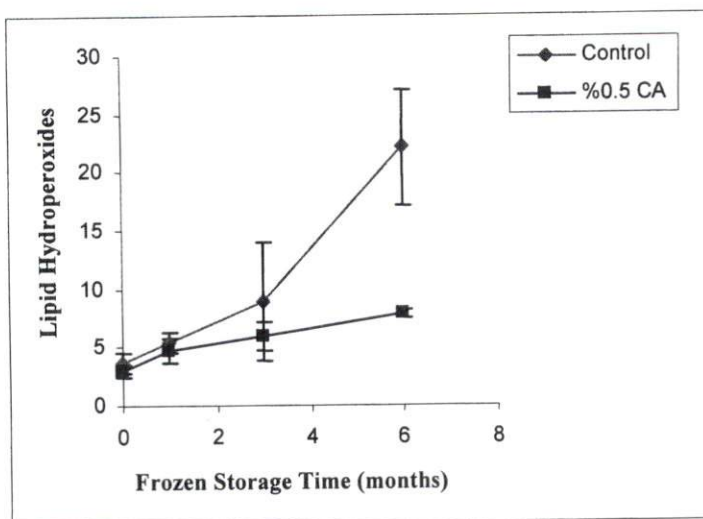 Control
%0.5 CA
30
25
20
15
10
5
0
Lipid Hydroperoxides
0 2 4 6 8
Frozen Storage Time (months)